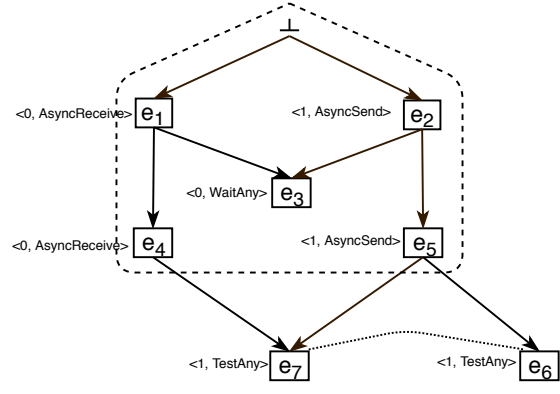 ⊥
<0, AsyncReceive> e₁
<1, AsyncSend> e₂
<0, WaitAny> e₃
<0, AsyncReceive> e₄
<1, AsyncSend> e₅
<1, TestAny> e₇
<1, TestAny> e₆